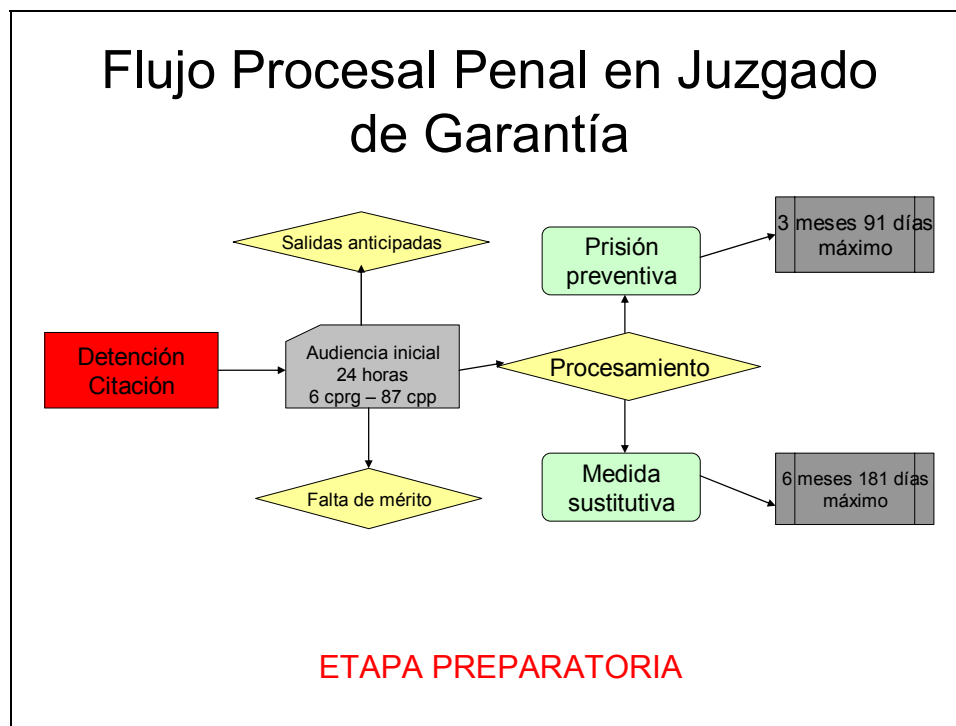 Flujo Procesal Penal en Juzgado
de Garantía
Salidas anticipadas
Prisión
preventiva
3 meses 91 días
máximo
Detención
Citación
Audiencia inicial
24 horas
6 cprg – 87 cpp
Procesamiento
Falta de mérito
Medida
sustitutiva
6 meses 181 días
máximo
ETAPA PREPARATORIA